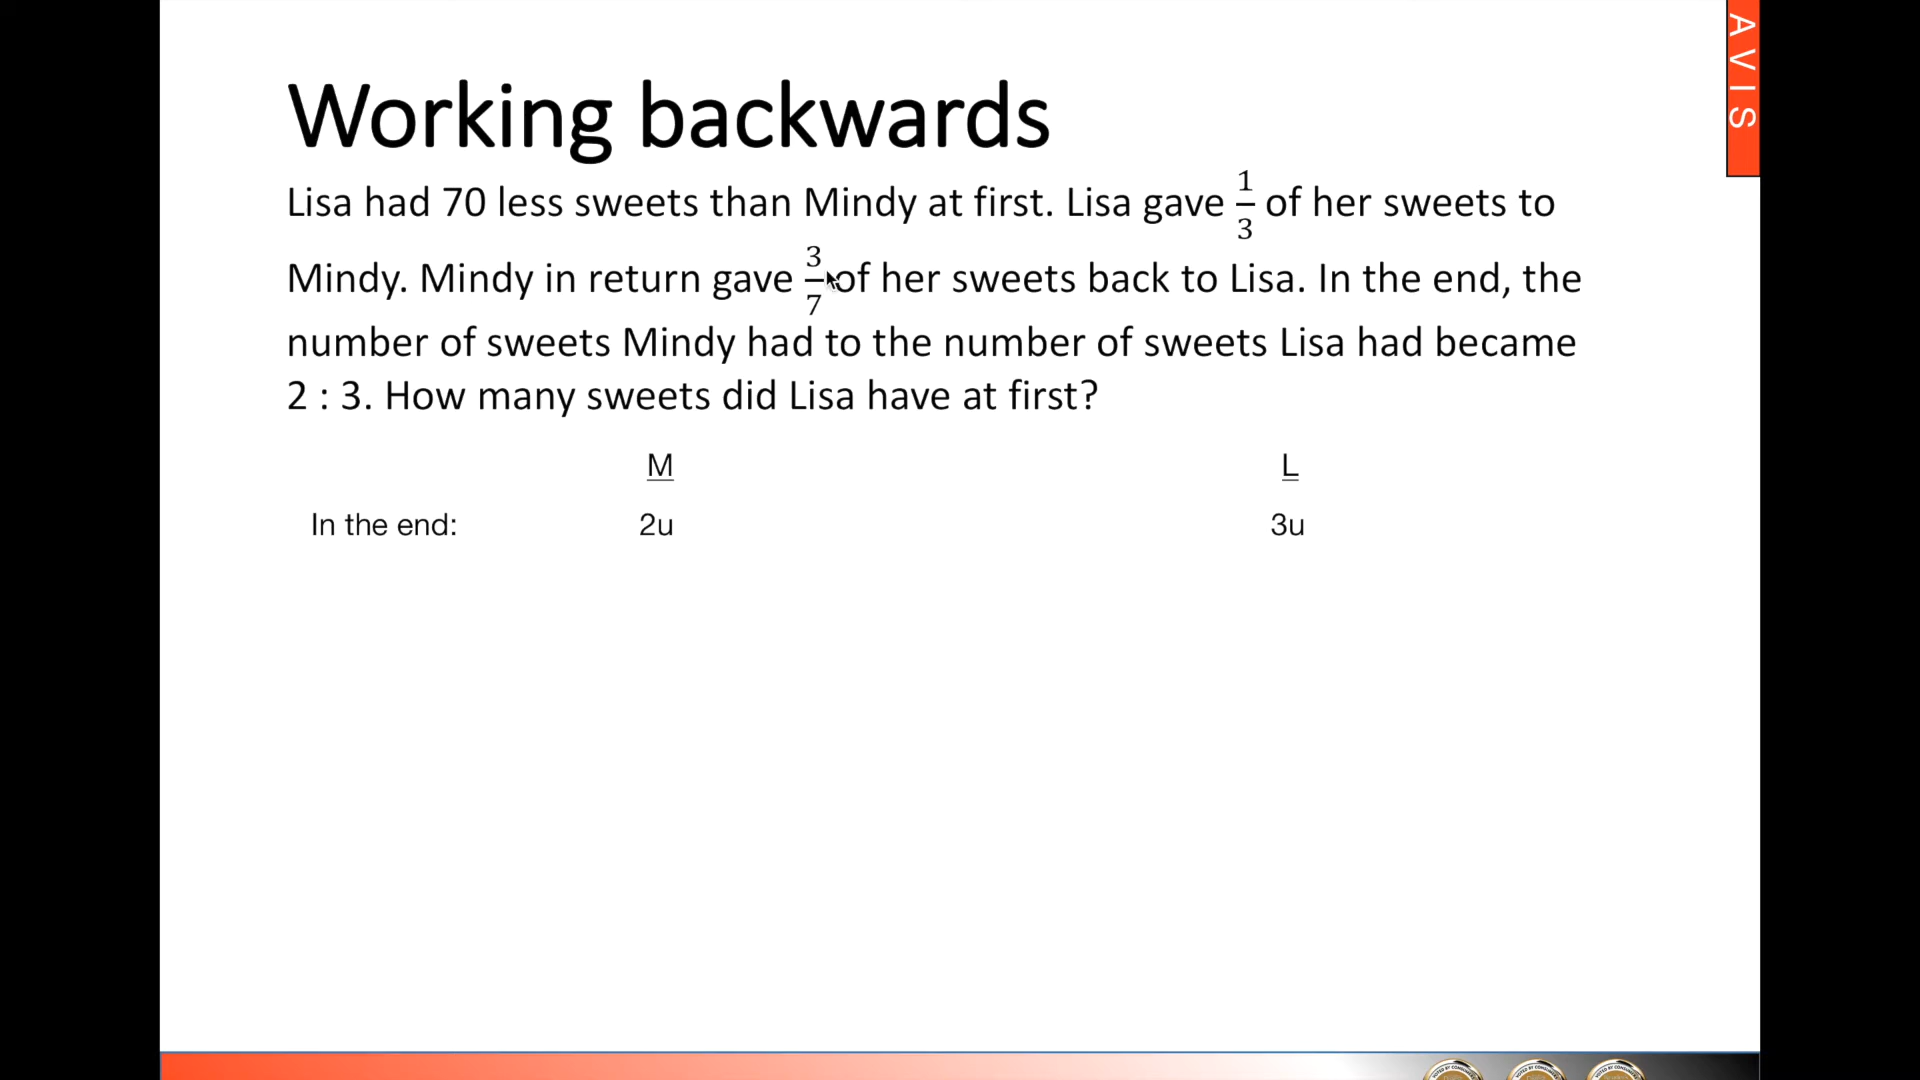 AVIS
Working backwards
Lisa had 70 less sweets than Mindy at first. Lisa gave 1/3 of her sweets to
Mindy. Mindy in return gave 3/7 of her sweets back to Lisa. In the end, the
number of sweets Mindy had to the number of sweets Lisa had became
2 : 3. How many sweets did Lisa have at first?
M L
In the end: 2u 3u